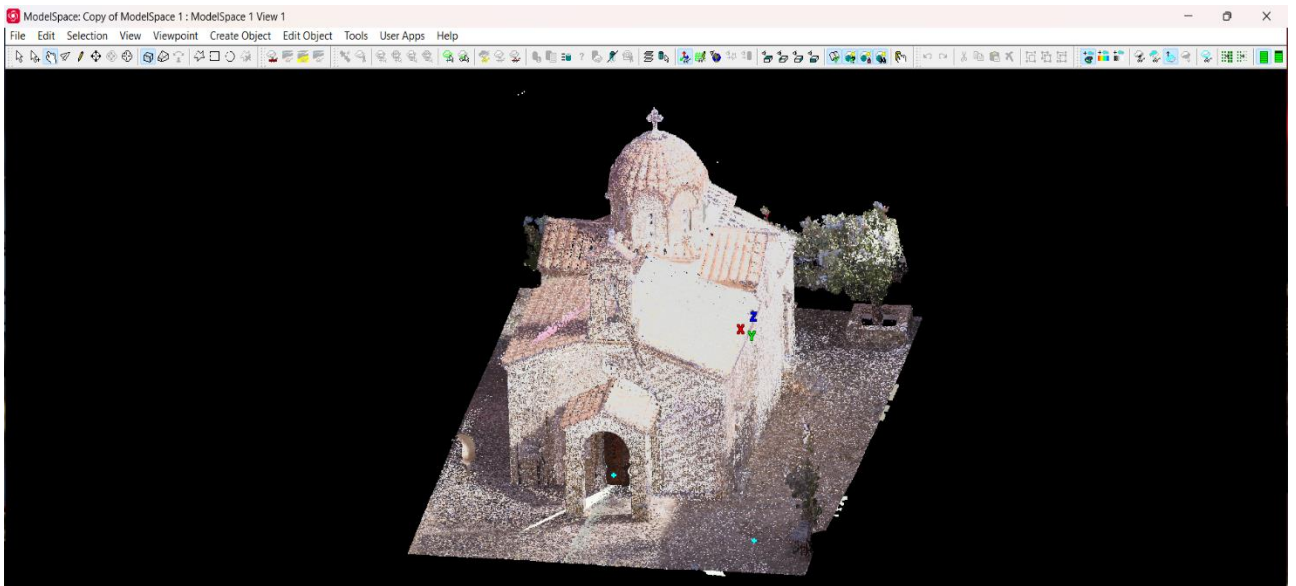 ModelSpace: Copy of ModelSpace 1 : ModelSpace 1 View 1
File Edit Selection View Viewpoint Create Object Edit Object Tools User Apps Help
Z
X
Y